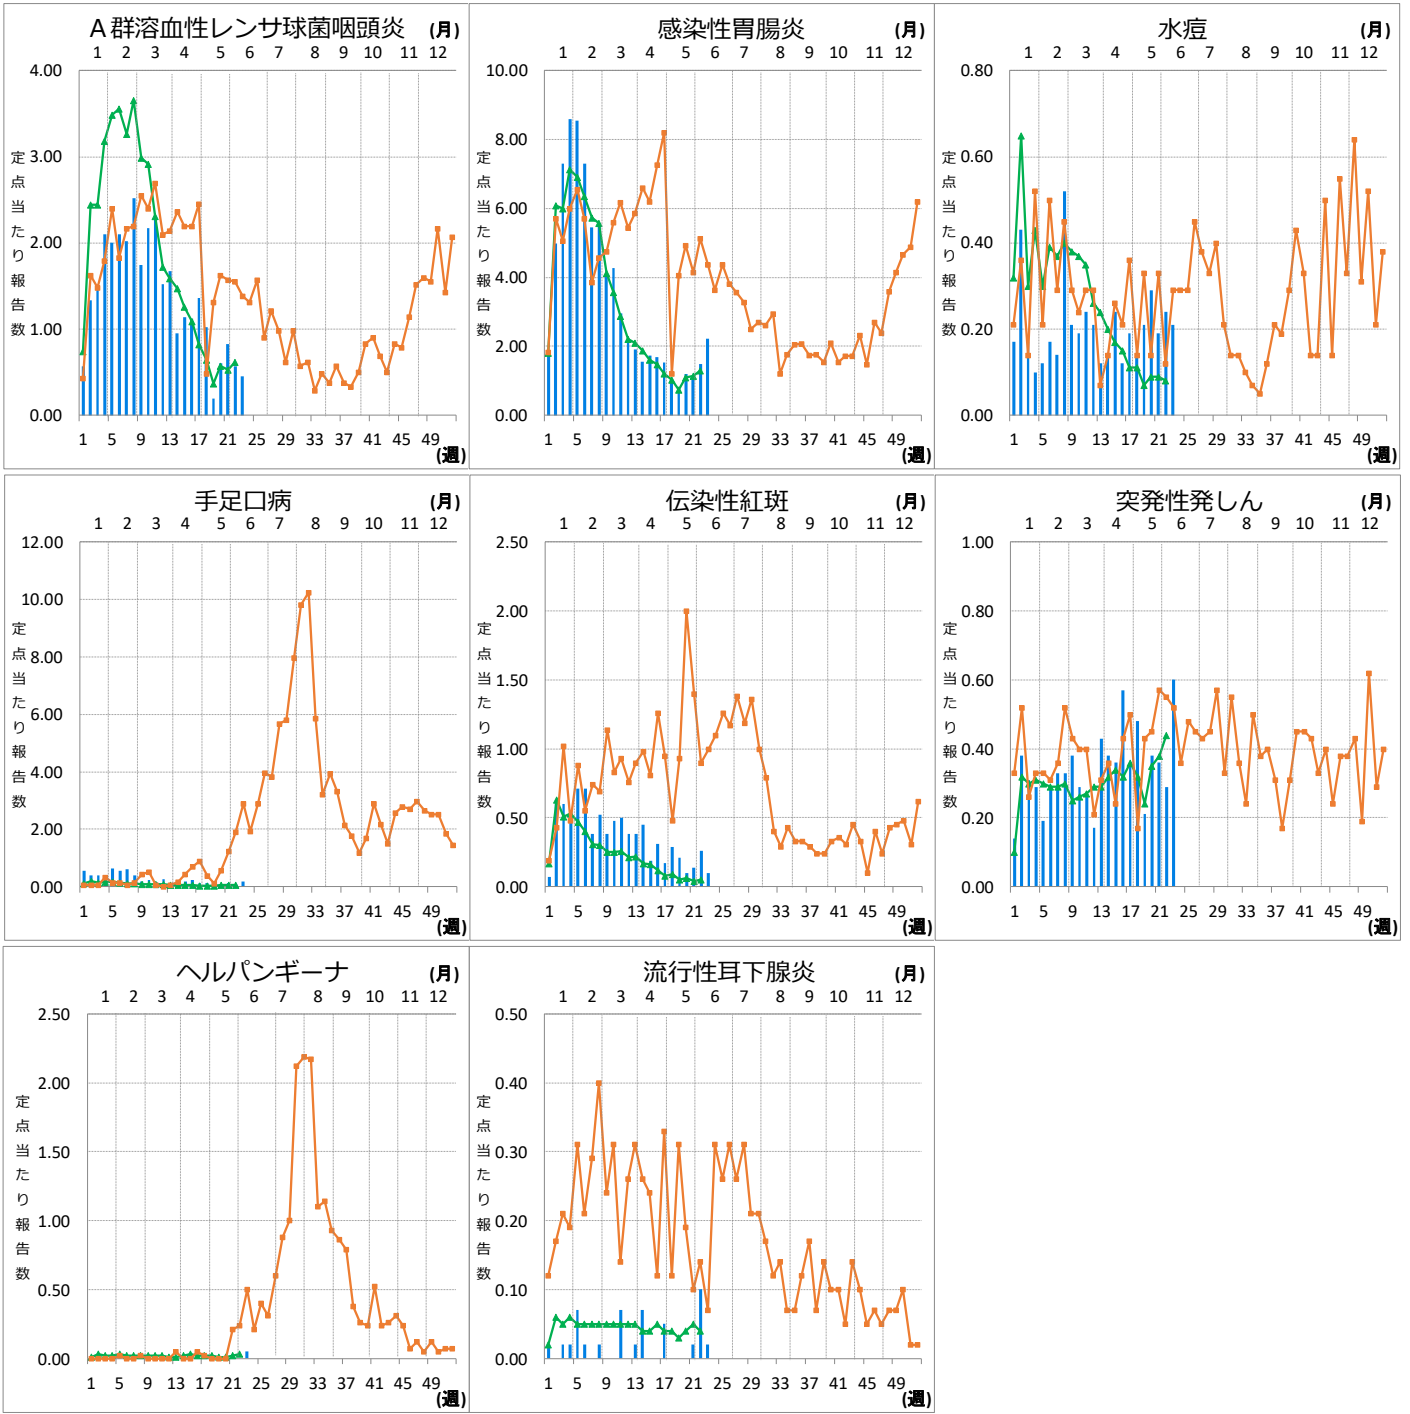 A群溶血性レンサ球菌咽頭炎 (月)
1 2 3 4 5 6 7 8 9 10 11 12
4.00
3.00
2.00
1.00
0.00
定点当たり報告数
1 5 9 13 17 21 25 29 33 37 41 45 49
(週)
感染性胃腸炎 (月)
1 2 3 4 5 6 7 8 9 10 11 12
10.00
8.00
6.00
4.00
2.00
0.00
定点当たり報告数
1 5 9 13 17 21 25 29 33 37 41 45 49
(週)
水痘 (月)
1 2 3 4 5 6 7 8 9 10 11 12
0.80
0.60
0.40
0.20
0.00
定点当たり報告数
1 5 9 13 17 21 25 29 33 37 41 45 49
(週)
手足口病 (月)
1 2 3 4 5 6 7 8 9 10 11 12
12.00
10.00
8.00
6.00
4.00
2.00
0.00
定点当たり報告数
1 5 9 13 17 21 25 29 33 37 41 45 49
(週)
伝染性紅斑 (月)
1 2 3 4 5 6 7 8 9 10 11 12
2.50
2.00
1.50
1.00
0.50
0.00
定点当たり報告数
1 5 9 13 17 21 25 29 33 37 41 45 49
(週)
突発性発しん (月)
1 2 3 4 5 6 7 8 9 10 11 12
1.00
0.80
0.60
0.40
0.20
0.00
定点当たり報告数
1 5 9 13 17 21 25 29 33 37 41 45 49
(週)
ヘルパンギーナ (月)
1 2 3 4 5 6 7 8 9 10 11 12
2.50
2.00
1.50
1.00
0.50
0.00
定点当たり報告数
1 5 9 13 17 21 25 29 33 37 41 45 49
(週)
流行性耳下腺炎 (月)
1 2 3 4 5 6 7 8 9 10 11 12
0.50
0.40
0.30
0.20
0.10
0.00
定点当たり報告数
1 5 9 13 17 21 25 29 33 37 41 45 49
(週)